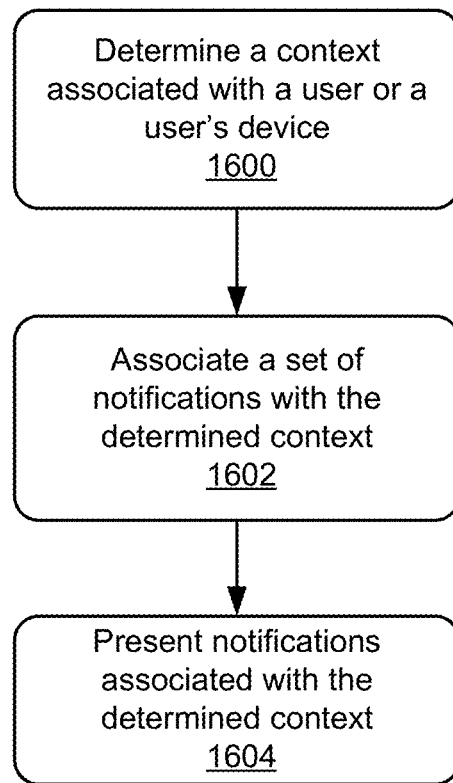 Determine a context
associated with a user or a
user's device
1600
Associate a set of
notifications with the
determined context
1602
Present notifications
associated with the
determined context
1604